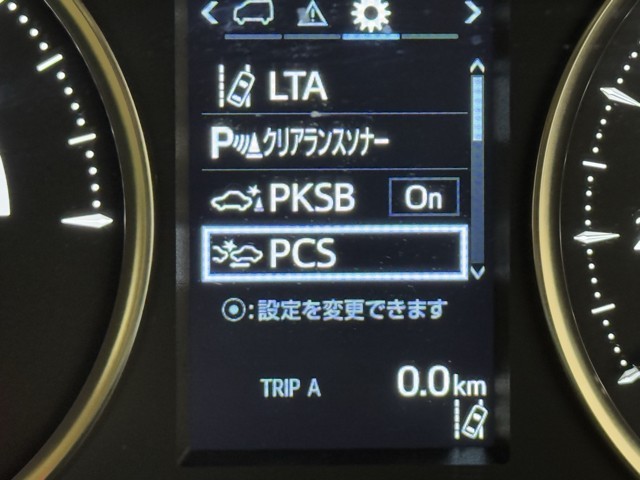 LTA
Pクリアランスソナー
PKSB On
PCS
:設定を変更できます
TRIP A 0.0km